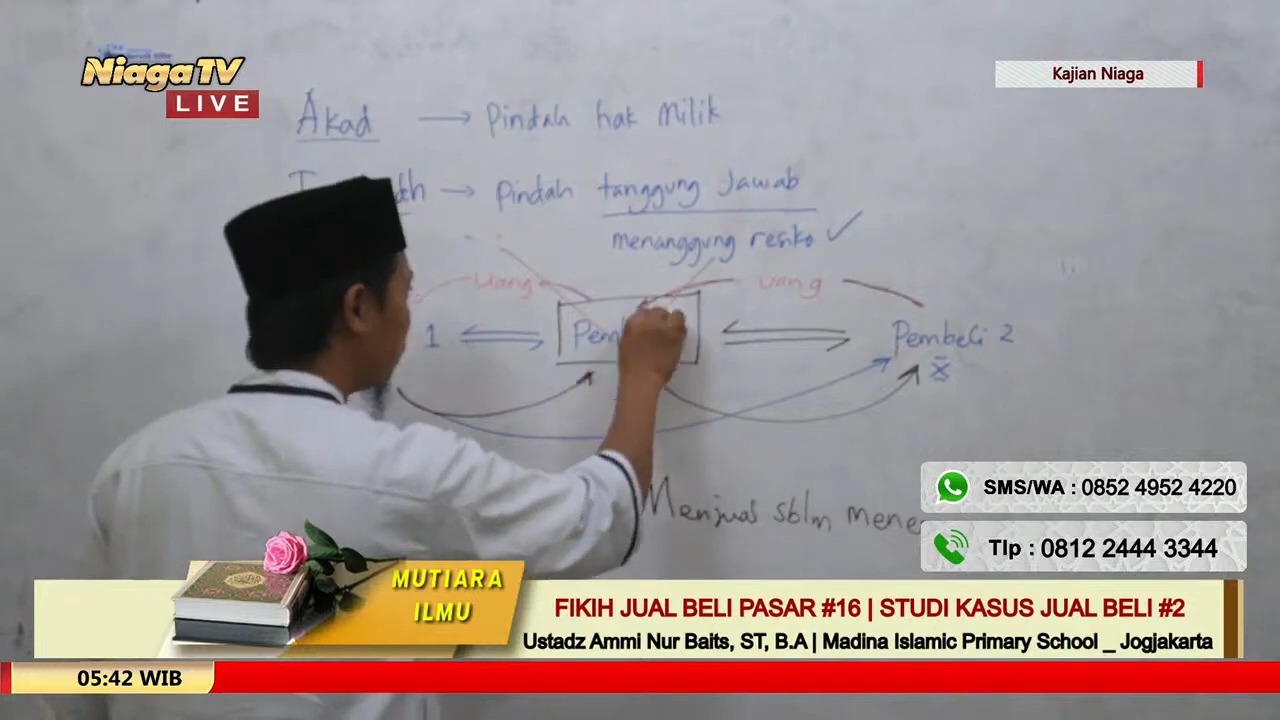 NiagaTV
LIVE
Kajian Niaga
Akad → Pindah hak Milik
→ Pindah tanggung Jawab
menanggung resiko ✓
Uang
uang
1
Pembeli 2
Menjual sblm
SMS/WA : 0852 4952 4220
Tlp : 0812 2444 3344
MUTIARA
ILMU
FIKIH JUAL BELI PASAR #16 | STUDI KASUS JUAL BELI #2
Ustadz Ammi Nur Baits, ST, B.A | Madina Islamic Primary School _ Jogjakarta
05:42 WIB